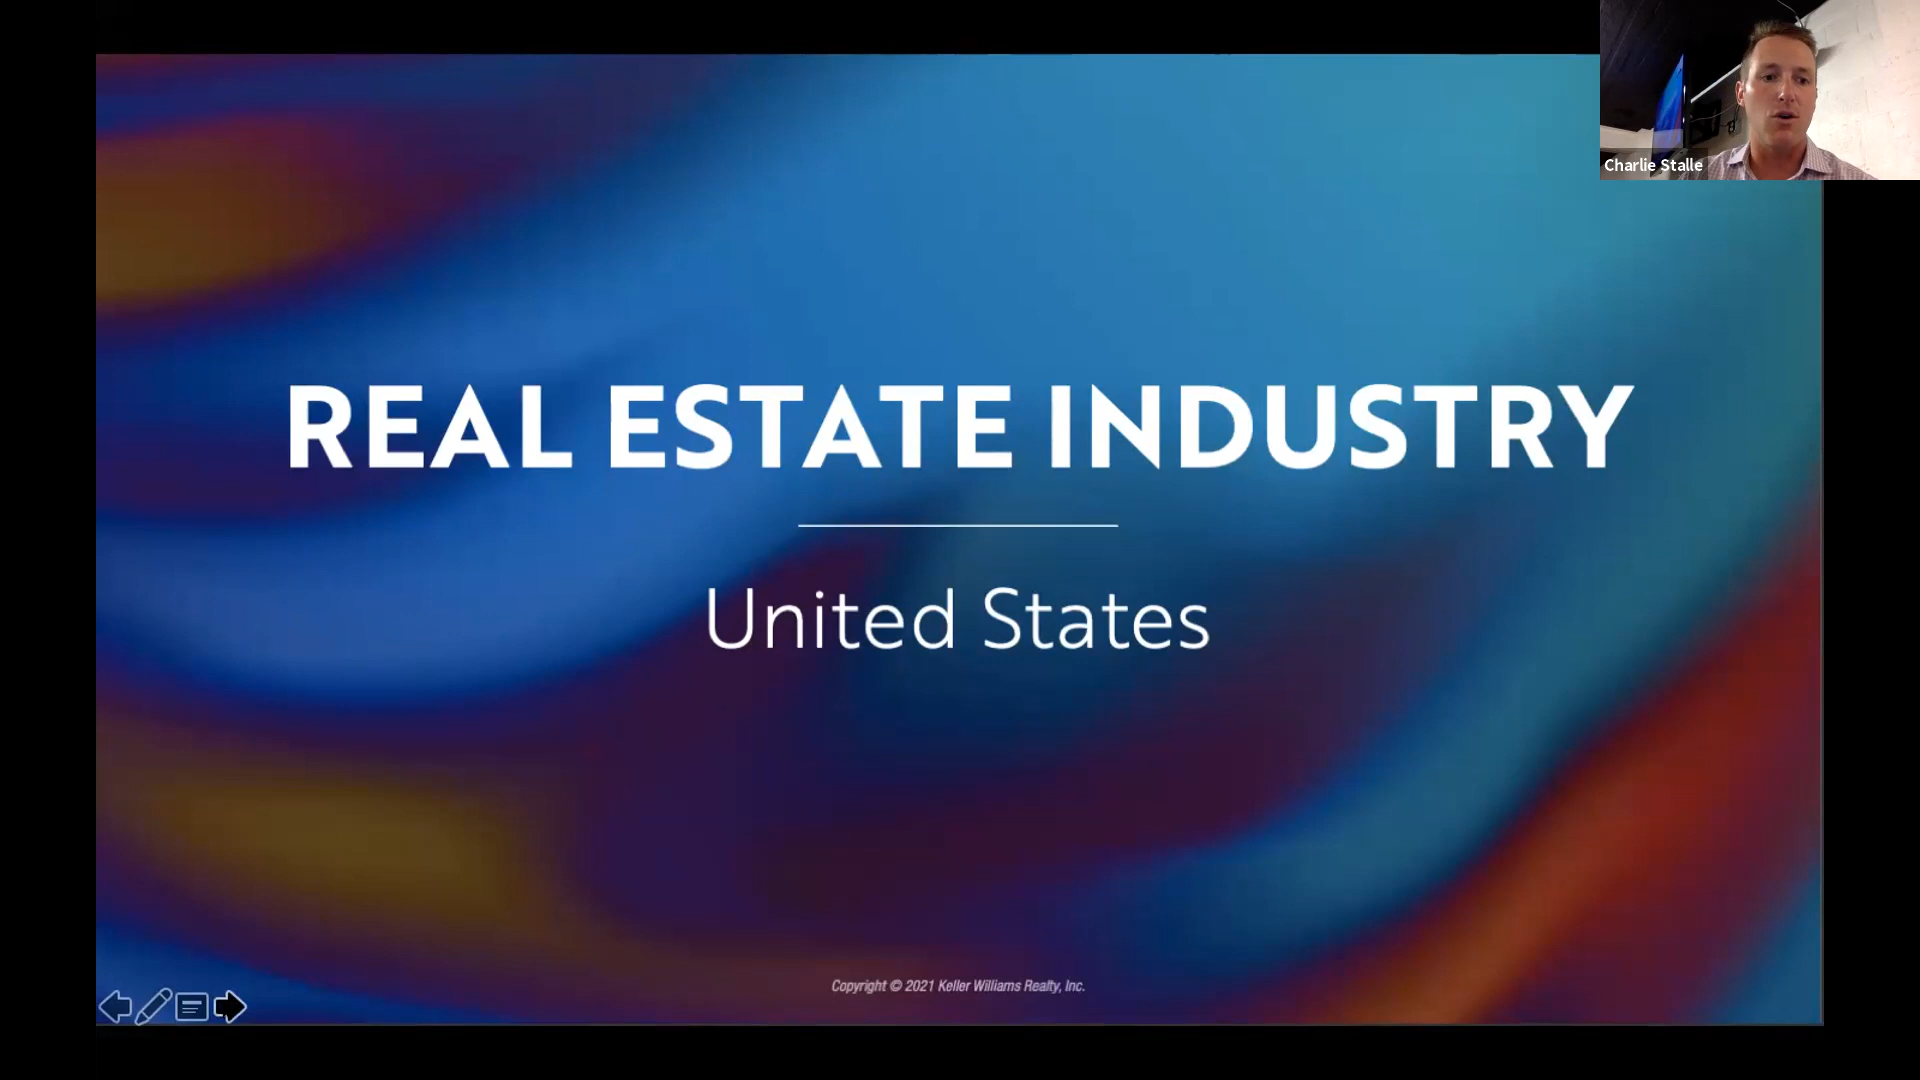 Charlie Stalle
REAL ESTATE INDUSTRY
United States
Copyright © 2021 Keller Williams Realty, Inc.